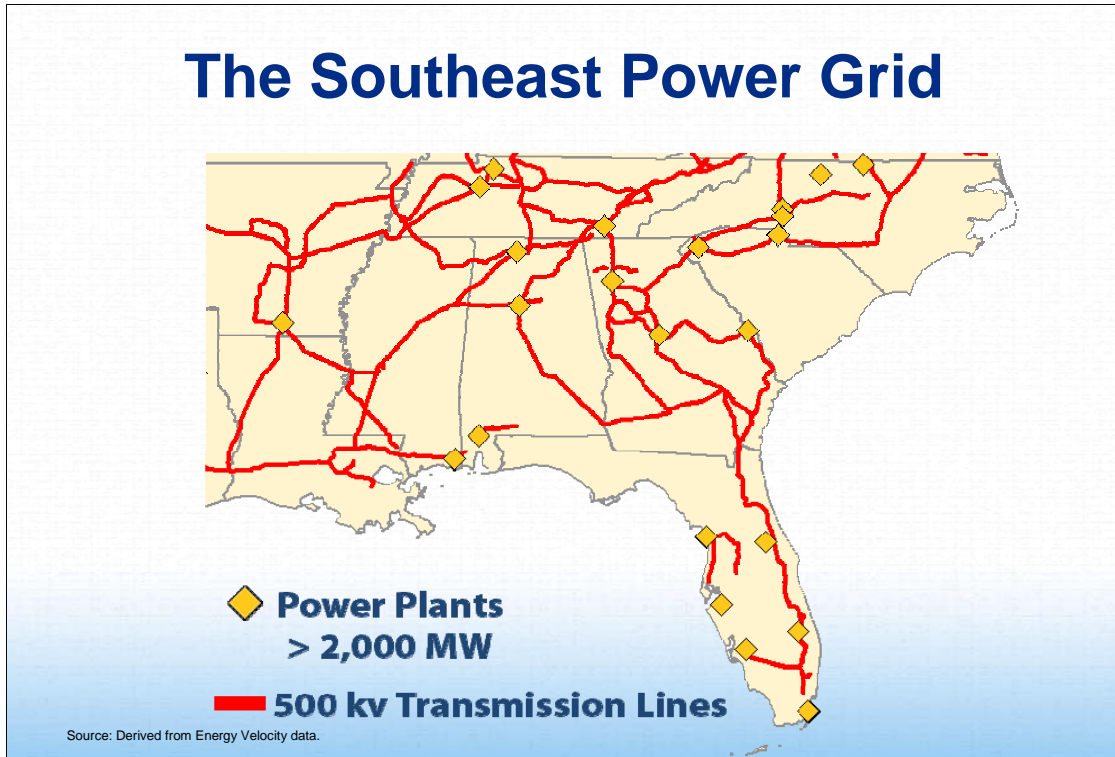 The Southeast Power Grid
Power Plants
> 2,000 MW
500 kv Transmission Lines
Source: Derived from Energy Velocity data.